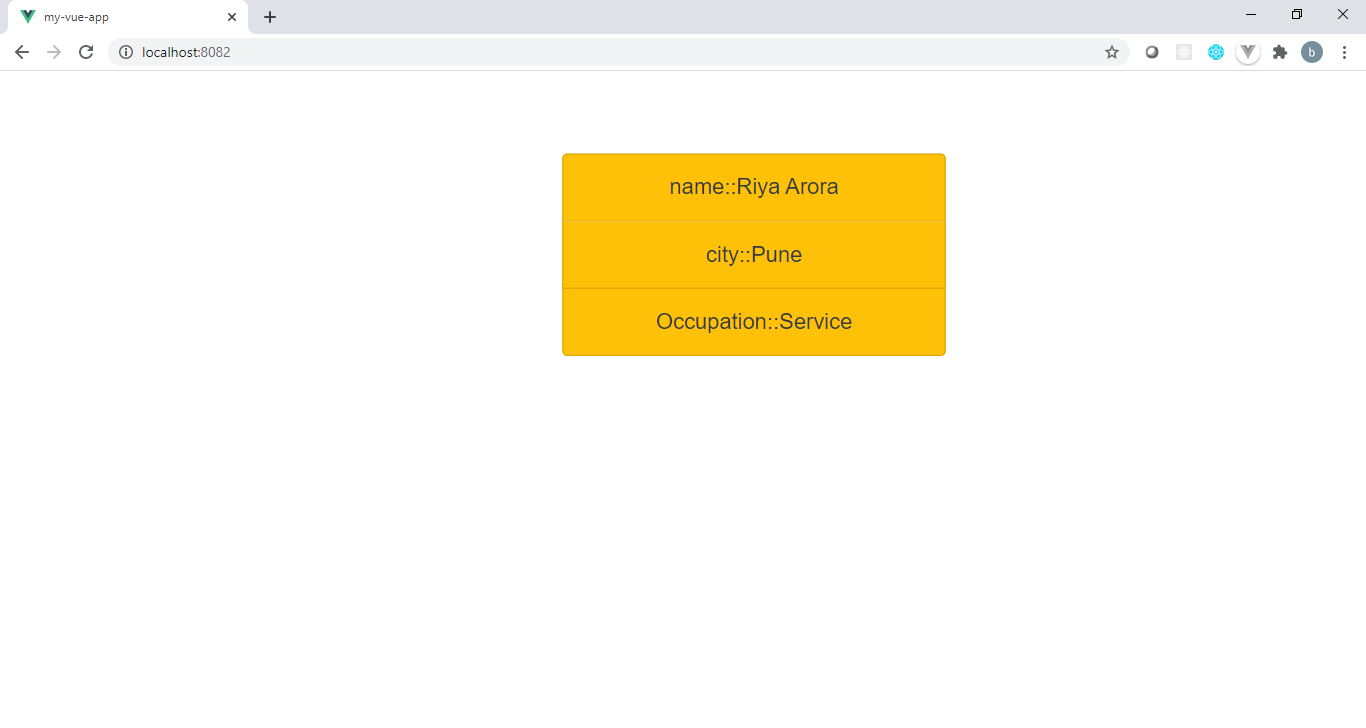 my-vue-app
localhost:8082
b
name::Riya Arora
city::Pune
Occupation::Service